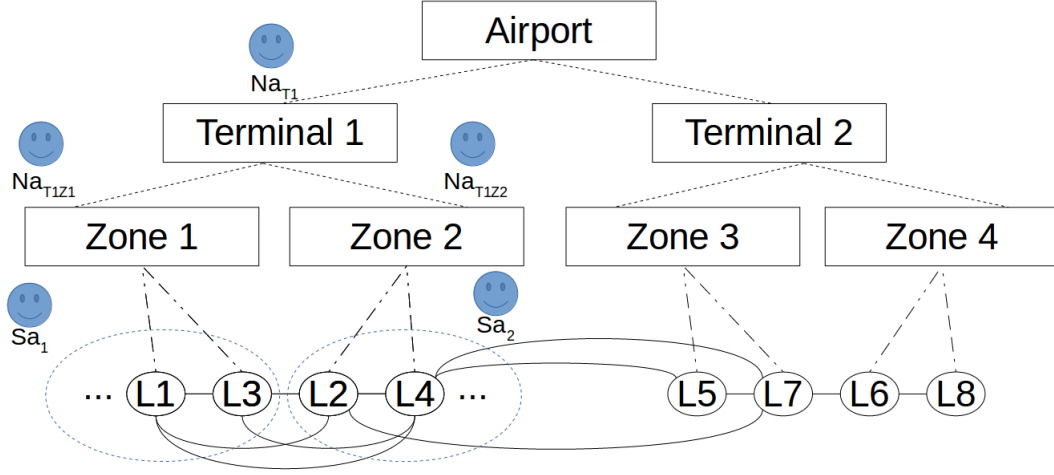 Airport
Na_T1
Terminal 1
Terminal 2
Na_T1Z1
Na_T1Z2
Zone 1
Zone 2
Zone 3
Zone 4
Sa_1
Sa_2
... L1 L3 L2 L4 ... L5 L7 L6 L8